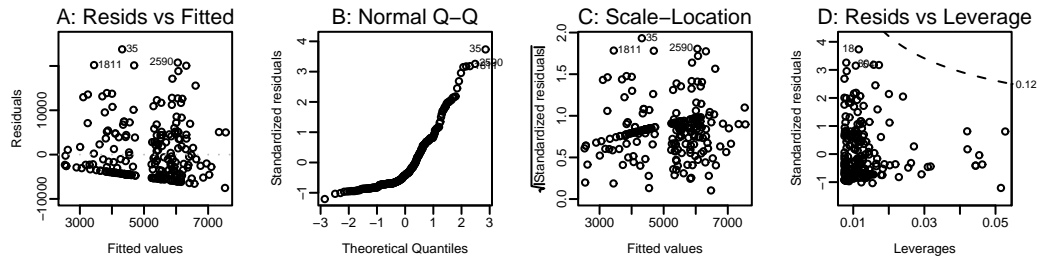 A: Resids vs Fitted
Residuals
10000
0
−10000
35
1811
2590
3000 5000 7000
Fitted values
B: Normal Q−Q
Standardized residuals
4
3
2
1
0
−1
35
2590
1811
−3 −2 −1 0 1 2 3
Theoretical Quantiles
C: Scale−Location
√|Standardized residuals|
2.0
1.5
1.0
0.5
0.0
35
1811
2590
3000 5000 7000
Fitted values
D: Resids vs Leverage
Standardized residuals
4
3
2
1
0
−1
18
0.12
0.01 0.03 0.05
Leverages